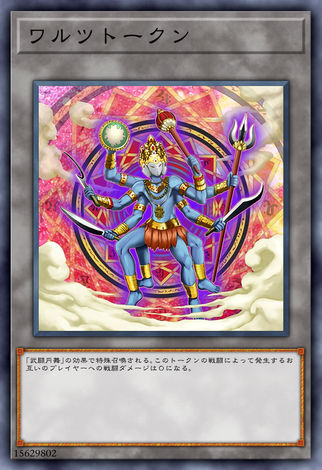 ワルツトークン
「武闘円舞」の効果で特殊召喚される。このトークンの戦闘によって発生するお
互いのプレイヤーへの戦闘ダメージは０になる。
15629802